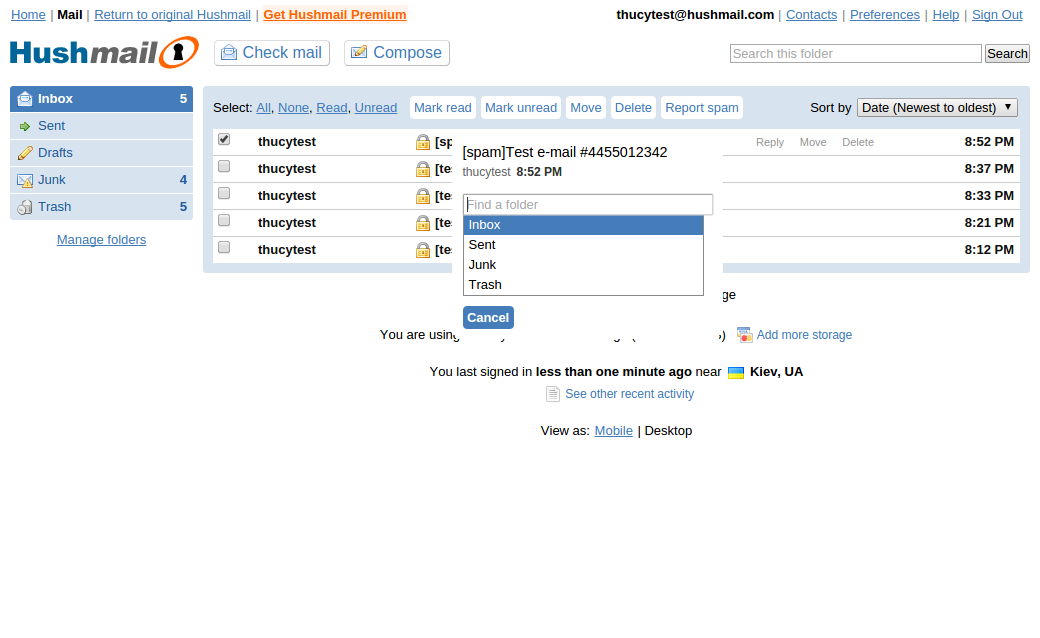 Home | Mail | Return to original Hushmail | Get Hushmail Premium
thucytest@hushmail.com | Contacts | Preferences | Help | Sign Out
Hushmail
Check mail
Compose
Search this folder
Search
Inbox 5
Sent
Drafts
Junk 4
Trash 5
Manage folders
Select: All, None, Read, Unread
Mark read
Mark unread
Move
Delete
Report spam
Sort by Date (Newest to oldest)
thucytest [sp Reply Move Delete 8:52 PM
thucytest [te 8:37 PM
thucytest [te 8:33 PM
thucytest [te 8:21 PM
thucytest [te 8:12 PM
[spam]Test e-mail #4455012342
thucytest 8:52 PM
Find a folder
Inbox
Sent
Junk
Trash
Cancel
You are using
Add more storage
You last signed in less than one minute ago near Kiev, UA
See other recent activity
View as: Mobile | Desktop